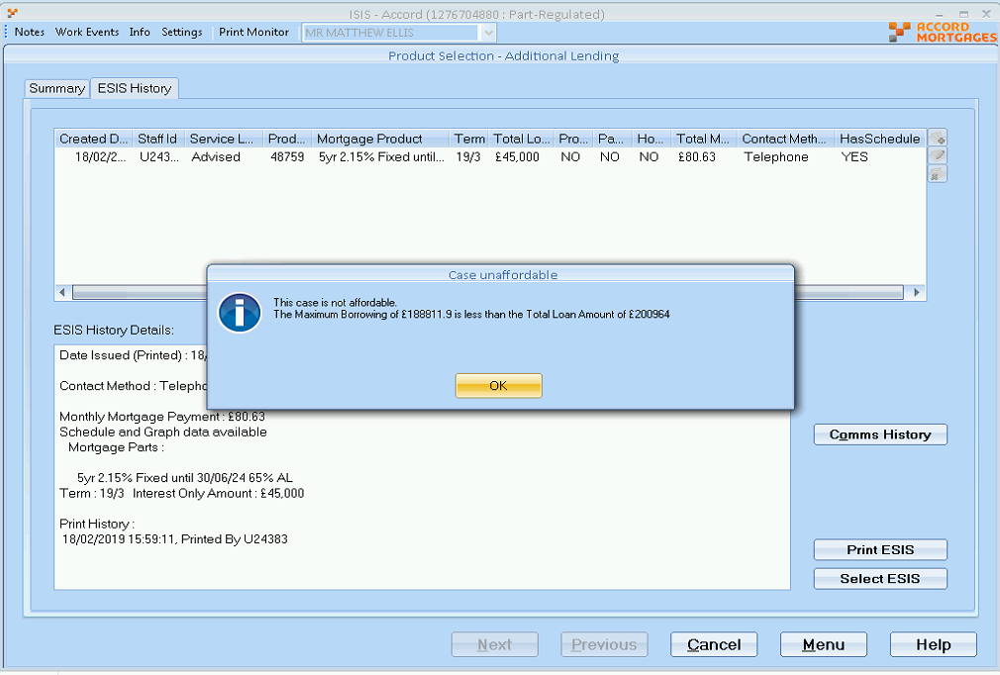 ISIS - Accord (1276704880 : Part-Regulated)
Notes Work Events Info Settings Print Monitor MR MATTHEW ELLIS
ACCORD
MORTGAGES
Product Selection - Additional Lending
Summary ESIS History
Created D... Staff Id Service L... Prod... Mortgage Product Term Total Lo... Pro... Pa... Ho... Total M... Contact Meth... HasSchedule
18/02/2... U243... Advised 48759 5yr 2.15% Fixed until... 19/3 £45,000 NO NO NO £80.63 Telephone YES
Case unaffordable
This case is not affordable.
The Maximum Borrowing of £188811.9 is less than the Total Loan Amount of £200964
OK
ESIS History Details:
Date Issued (Printed) : 18/
Contact Method : Telepho
Monthly Mortgage Payment : £80.63
Schedule and Graph data available
Mortgage Parts :
5yr 2.15% Fixed until 30/06/24 65% AL
Term : 19/3 Interest Only Amount : £45,000
Print History :
18/02/2019 15:59:11, Printed By U24383
Comms History
Print ESIS
Select ESIS
Next Previous Cancel Menu Help